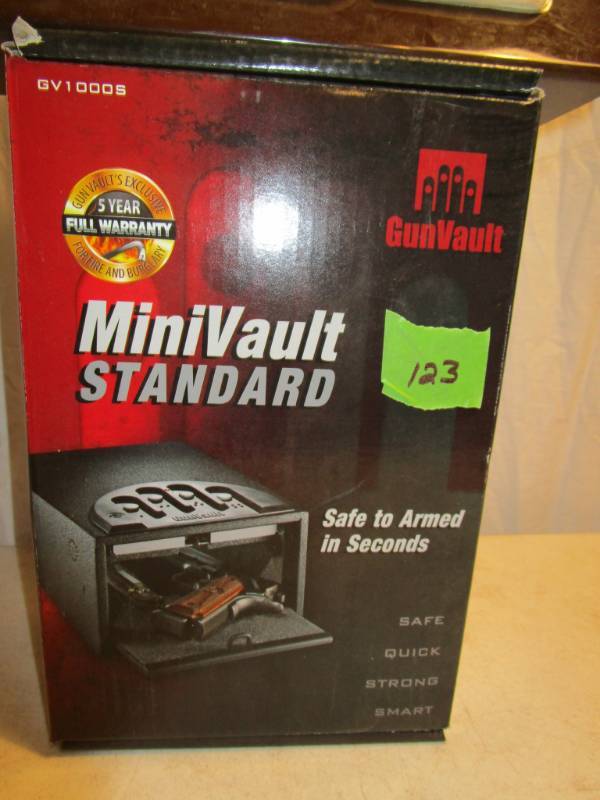 GV1000S
GUN VAULT'S EXCLUSIVE
5 YEAR
FULL WARRANTY
FOR FIRE AND BURGLARY
GunVault
MiniVault
STANDARD
123
Safe to Armed
in Seconds
SAFE
QUICK
STRONG
SMART